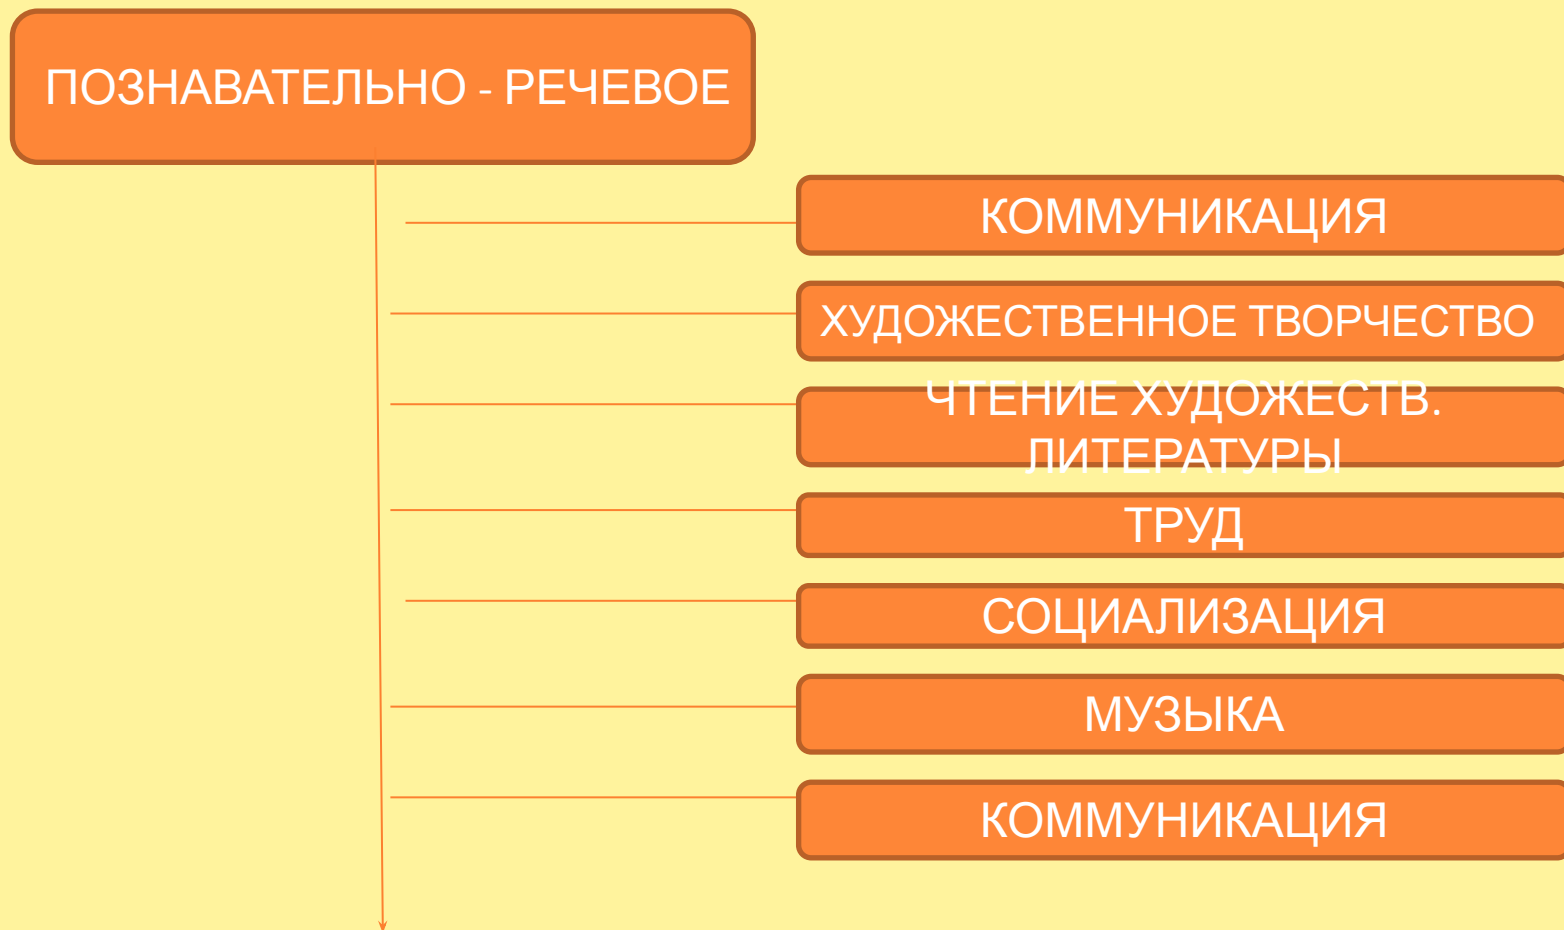 ПОЗНАВАТЕЛЬНО - РЕЧЕВОЕ
КОММУНИКАЦИЯ
ХУДОЖЕСТВЕННОЕ ТВОРЧЕСТВО
ЧТЕНИЕ ХУДОЖЕСТВ.
ЛИТЕРАТУРЫ
ТРУД
СОЦИАЛИЗАЦИЯ
МУЗЫКА
КОММУНИКАЦИЯ